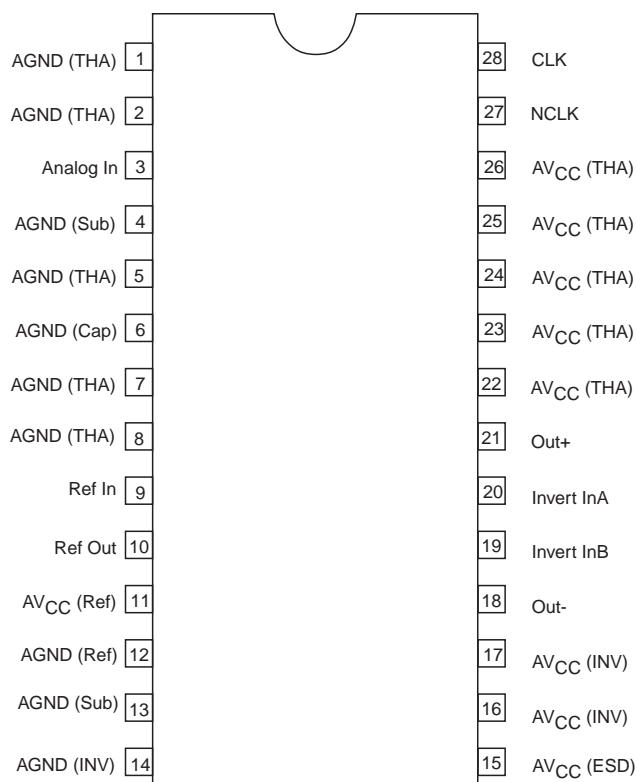 AGND (THA) 1 28 CLK
AGND (THA) 2 27 NCLK
Analog In 3 26 AVCC (THA)
AGND (Sub) 4 25 AVCC (THA)
AGND (THA) 5 24 AVCC (THA)
AGND (Cap) 6 23 AVCC (THA)
AGND (THA) 7 22 AVCC (THA)
AGND (THA) 8 21 Out+
Ref In 9 20 Invert InA
Ref Out 10 19 Invert InB
AVCC (Ref) 11 18 Out-
AGND (Ref) 12 17 AVCC (INV)
AGND (Sub) 13 16 AVCC (INV)
AGND (INV) 14 15 AVCC (ESD)